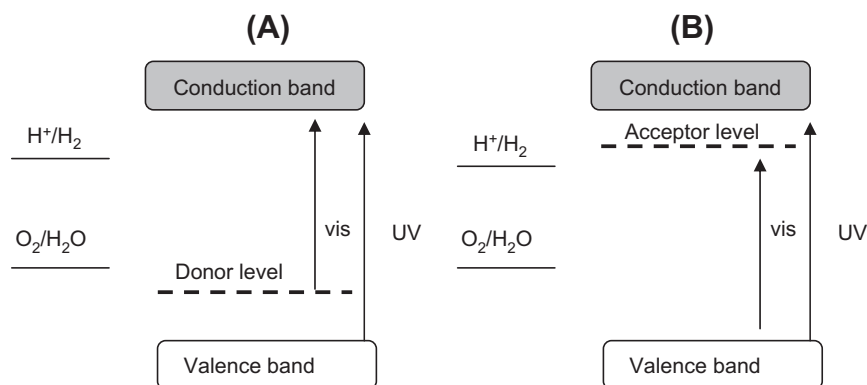 (A)
Conduction band
H⁺/H₂
O₂/H₂O
vis
UV
Donor level
Valence band
(B)
Conduction band
Acceptor level
H⁺/H₂
O₂/H₂O
vis
UV
Valence band